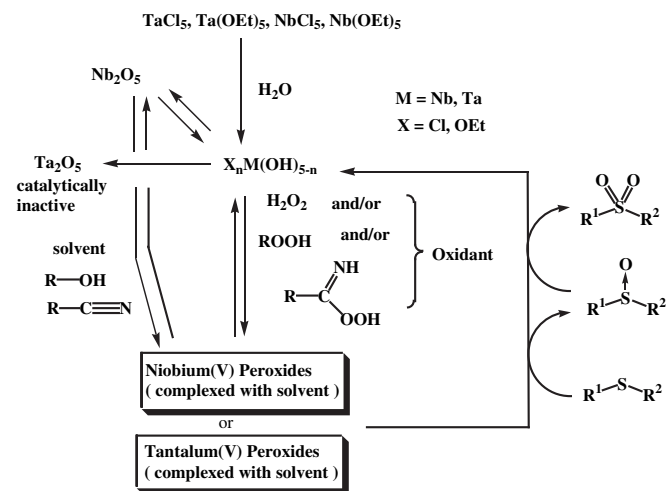 TaCl5, Ta(OEt)5, NbCl5, Nb(OEt)5
Nb2O5
H2O
M = Nb, Ta
X = Cl, OEt
Ta2O5
catalytically
inactive
XnM(OH)5-n
H2O2 and/or
ROOH and/or
Oxidant
NH
R C
OOH
solvent
R OH
R C N
O O
S
R1 R2
O
R1 S R2
R1 S R2
Niobium(V) Peroxides
( complexed with solvent )
or
Tantalum(V) Peroxides
( complexed with solvent )